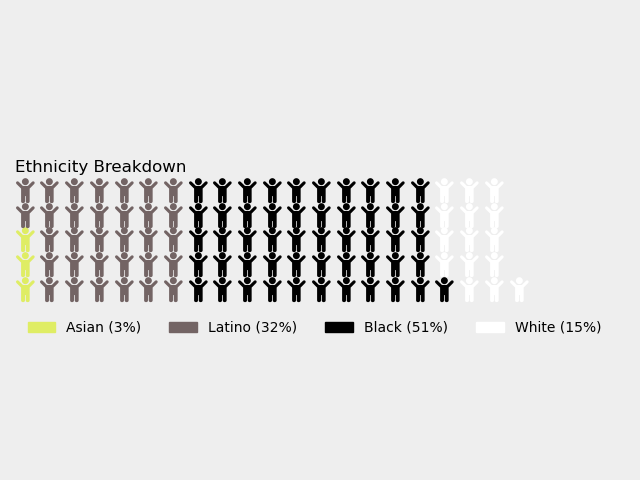 Ethnicity Breakdown
Asian (3%) Latino (32%) Black (51%) White (15%)